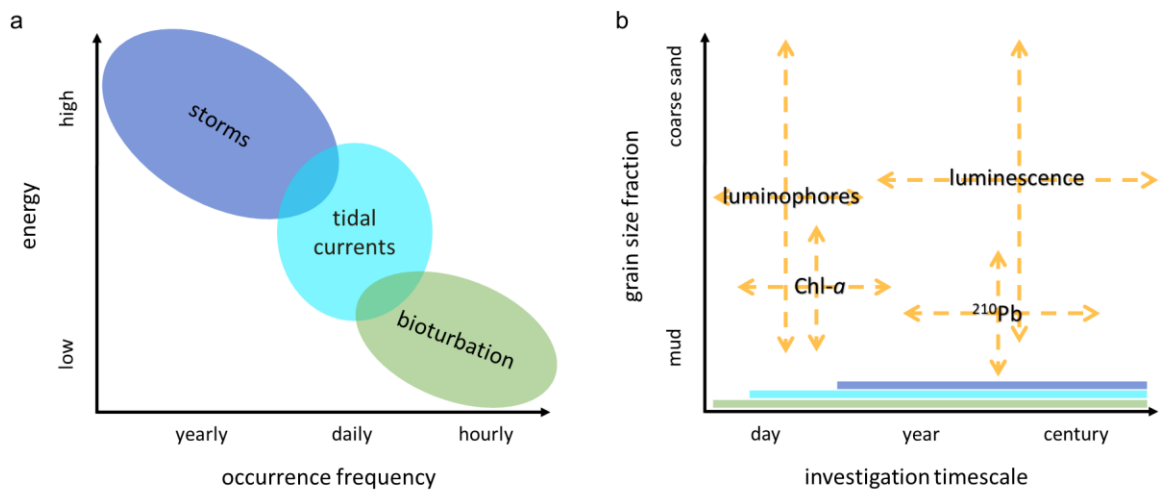 a
high
energy
low
storms
tidal
currents
bioturbation
yearly
daily
hourly
occurrence frequency
b
coarse sand
grain size fraction
mud
luminescence
luminophores
Chl-a
²¹⁰Pb
day
year
century
investigation timescale